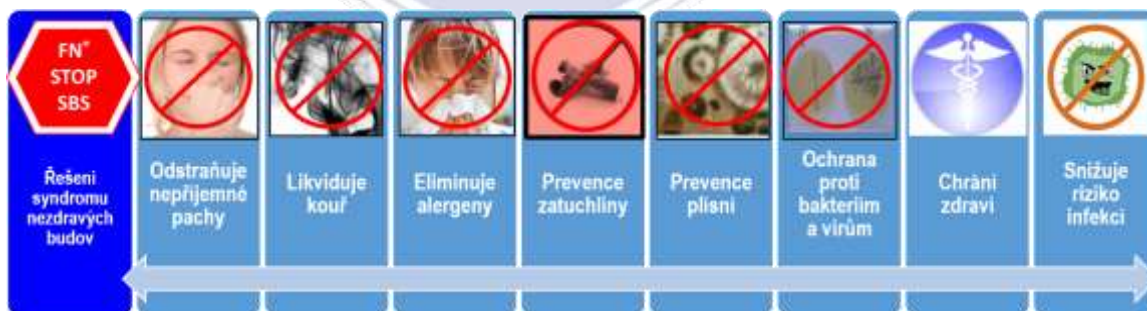 FN®
STOP
SBS
Řešení
syndromu
nezdravých
budov
Odstraňuje
nepříjemné
pachy
Likviduje
kouř
Eliminuje
alergeny
Prevence
zatuchliny
Prevence
plísní
Ochrana
proti
bakteriím
a virům
Chrání
zdraví
Snižuje
riziko
infekcí